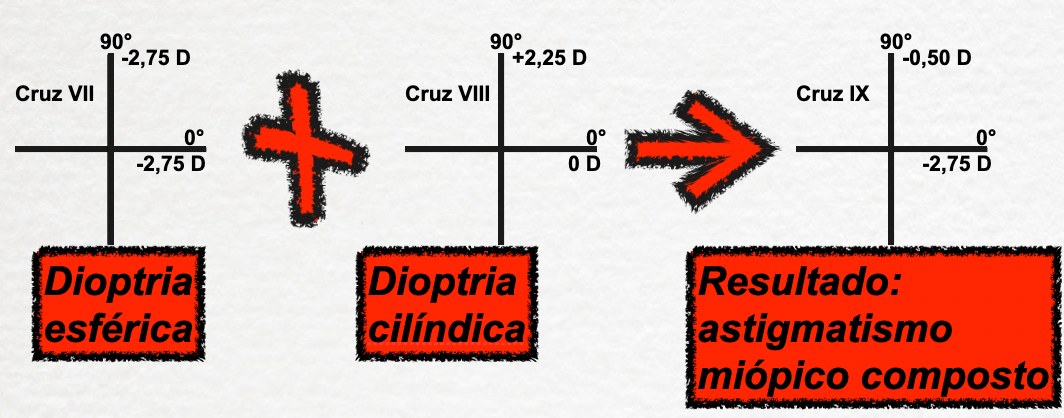 90°
-2,75 D
Cruz VII
0°
-2,75 D
Dioptria
esférica
90°
+2,25 D
Cruz VIII
0°
0 D
Dioptria
cilíndica
90°
-0,50 D
Cruz IX
0°
-2,75 D
Resultado:
astigmatismo
miópico composto